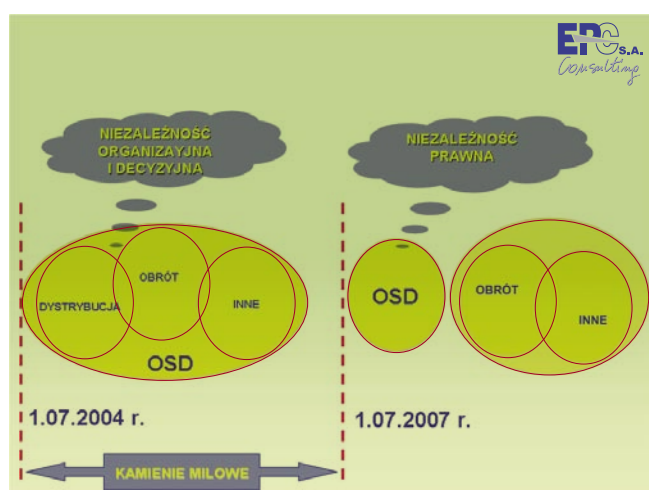 EPC S.A.
Consulting
NIEZALEŻNOŚĆ
ORGANIZAYJNA
I DECYZYJNA
NIEZALEŻNOŚĆ
PRAWNA
DYSTRYBUCJA
OBRÓT
INNE
OSD
OSD
OBRÓT
INNE
1.07.2004 r.
1.07.2007 r.
KAMIENIE MILOWE